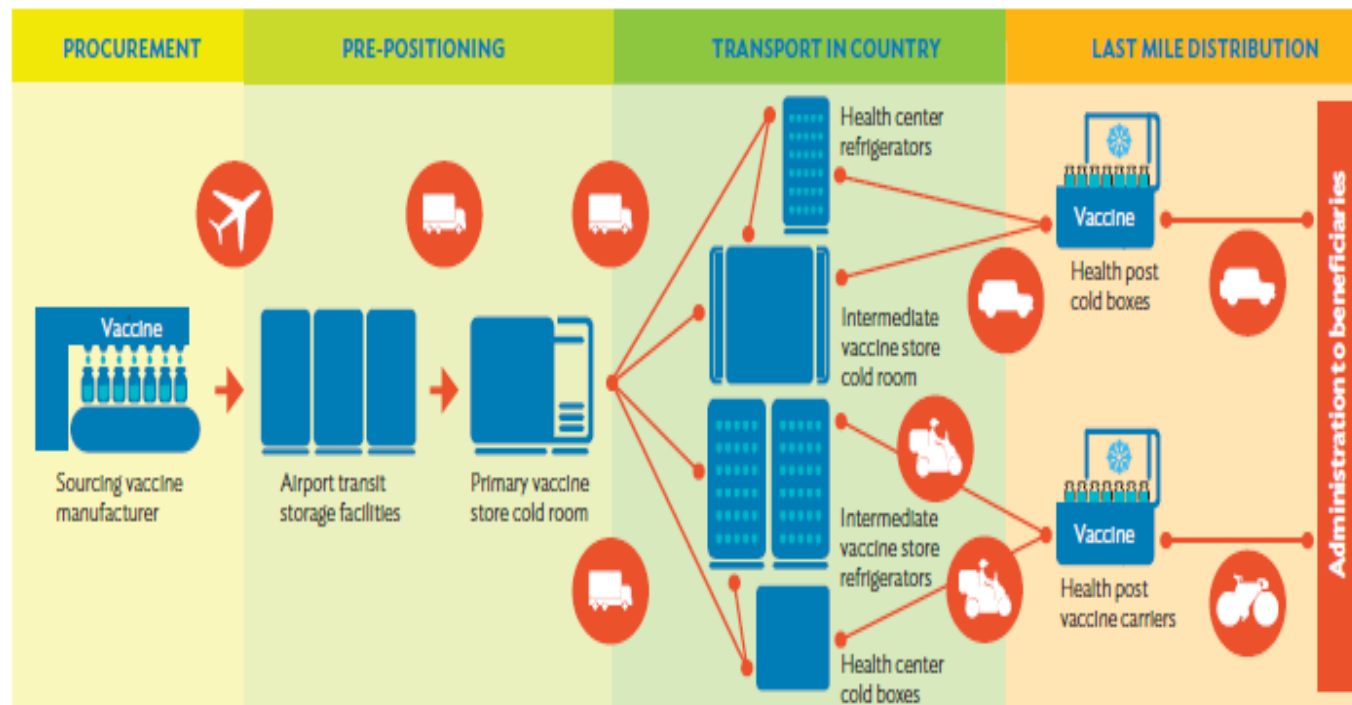 PROCUREMENT
PRE-POSITIONING
TRANSPORT IN COUNTRY
LAST MILE DISTRIBUTION
Vaccine
Sourcing vaccine
manufacturer
Airport transit
storage facilities
Primary vaccine
store cold room
Health center
refrigerators
Intermediate
vaccine store
cold room
Intermediate
vaccine store
refrigerators
Health center
cold boxes
Vaccine
Health post
cold boxes
Vaccine
Health post
vaccine carriers
Administration to beneficiaries